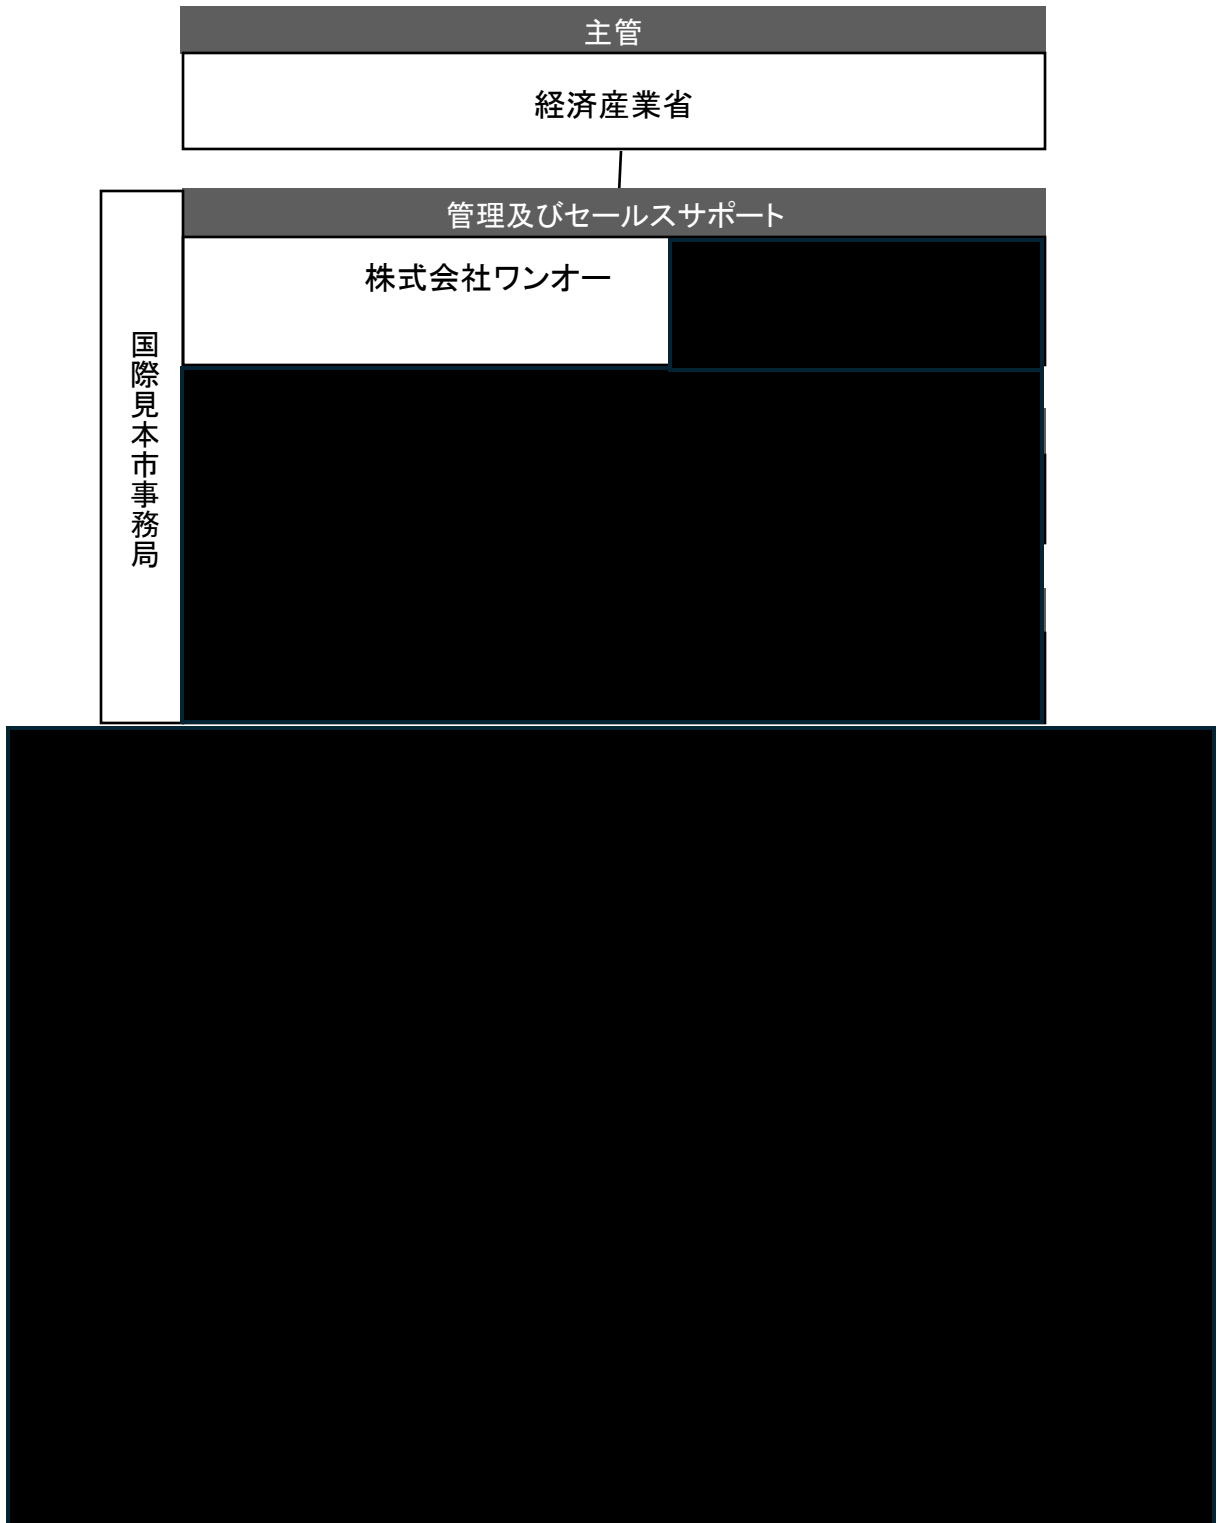 主管
経済産業省
管理及びセールスサポート
株式会社ワンオー
国際見本市事務局